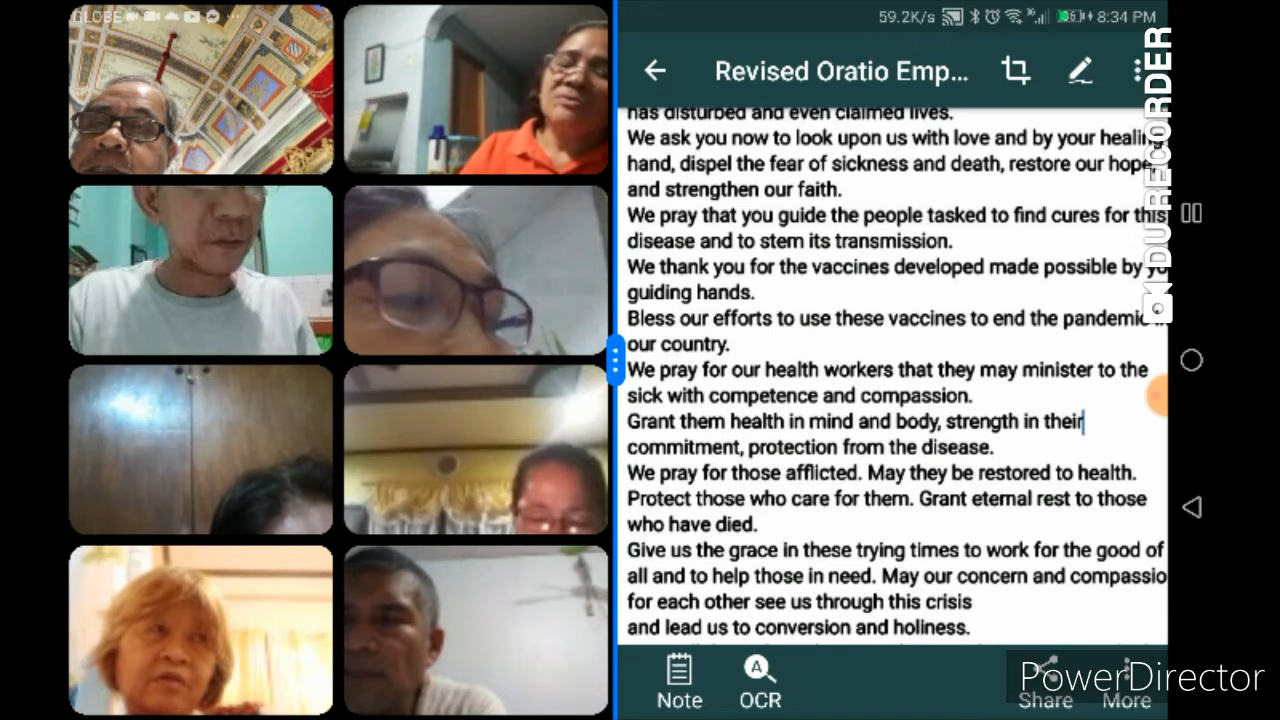 GLOBE
59.2K/s
8:34 PM
Revised Oratio Emp...
has disturbed and even claimed lives.
We ask you now to look upon us with love and by your healin
hand, dispel the fear of sickness and death, restore our hope
and strengthen our faith.
We pray that you guide the people tasked to find cures for this
disease and to stem its transmission.
We thank you for the vaccines developed made possible by yo
guiding hands.
Bless our efforts to use these vaccines to end the pandemic
our country.
We pray for our health workers that they may minister to the
sick with competence and compassion.
Grant them health in mind and body, strength in their
commitment, protection from the disease.
We pray for those afflicted. May they be restored to health.
Protect those who care for them. Grant eternal rest to those
who have died.
Give us the grace in these trying times to work for the good of
all and to help those in need. May our concern and compassio
for each other see us through this crisis
and lead us to conversion and holiness.
Note
A
OCR
Share
More
DU RECORDER
PowerDirector